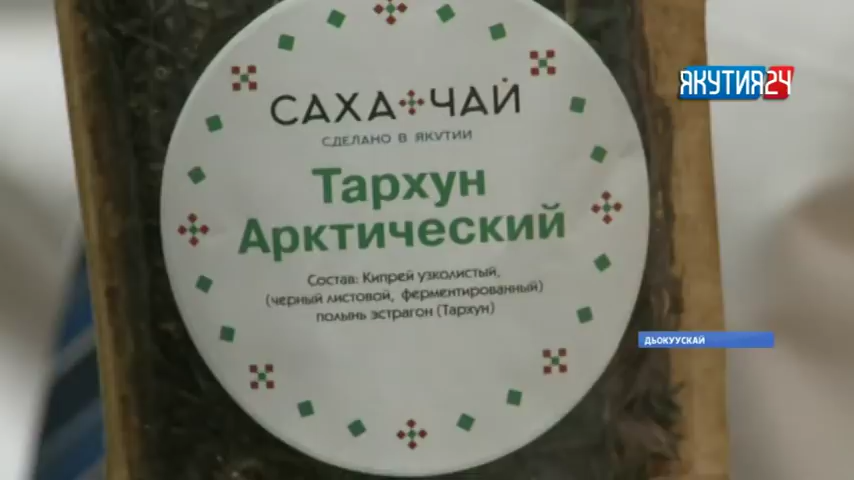 САХА ЧАЙ
СДЕЛАНО В ЯКУТИИ
Тархун
Арктический
Состав: Кипрей узколистый,
(черный листовой, ферментированный)
полынь эстрагон (Тархун)
ЯКУТИЯ24
ДЬОКУУСКАЙ